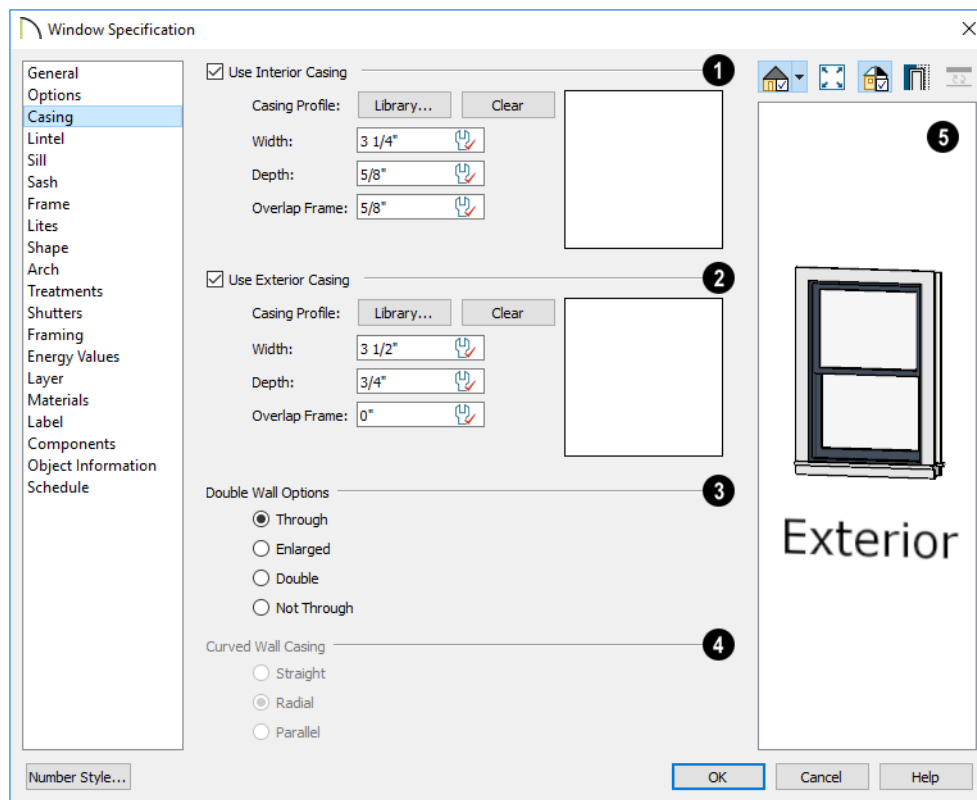 Window Specification
General
Options
Casing
Lintel
Sill
Sash
Frame
Lites
Shape
Arch
Treatments
Shutters
Framing
Energy Values
Layer
Materials
Label
Components
Object Information
Schedule
Use Interior Casing 1
Casing Profile: Library... Clear
Width: 3 1/4"
Depth: 5/8"
Overlap Frame: 5/8"
Use Exterior Casing 2
Casing Profile: Library... Clear
Width: 3 1/2"
Depth: 3/4"
Overlap Frame: 0"
Double Wall Options 3
Through
Enlarged
Double
Not Through
Curved Wall Casing 4
Straight
Radial
Parallel
5
Exterior
Number Style... OK Cancel Help